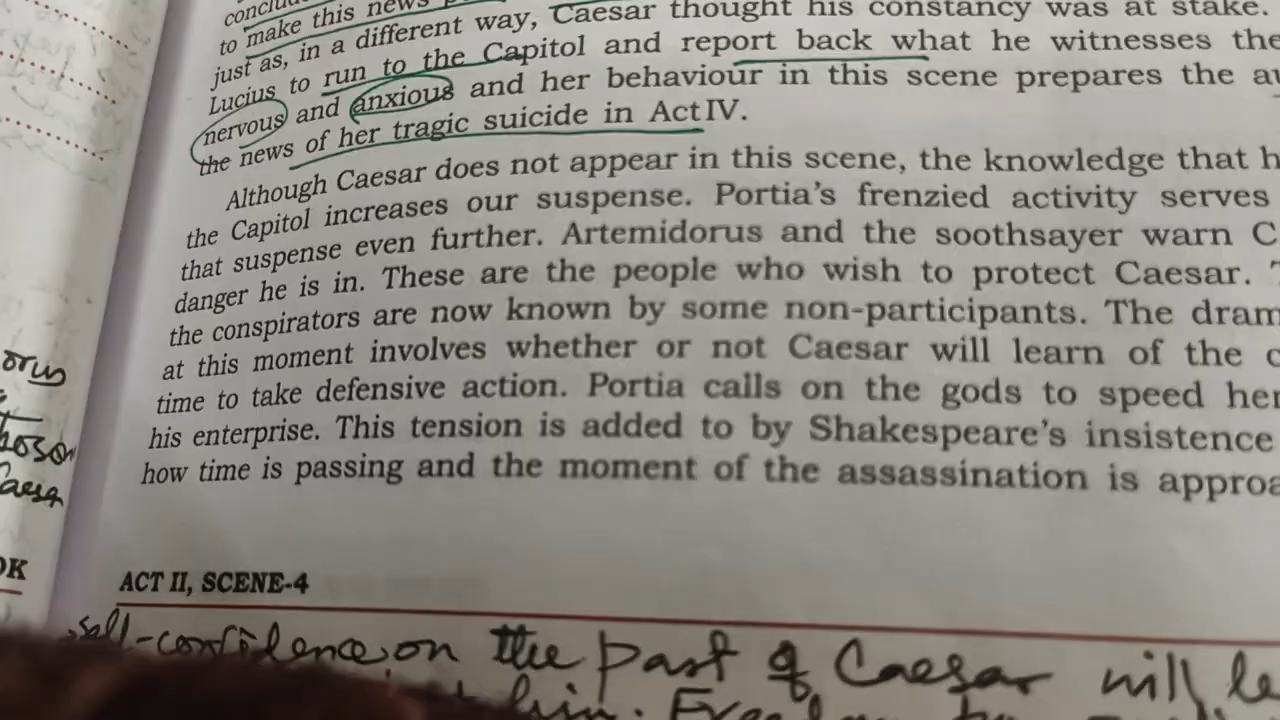 to make this news
just as, in a different way, Caesar thought his constancy was at stake.
Lucius to run to the Capitol and report back what he witnesses the
nervous and anxious and her behaviour in this scene prepares the
the news of her tragic suicide in Act IV.
Although Caesar does not appear in this scene, the knowledge that h
the Capitol increases our suspense. Portia's frenzied activity serves
that suspense even further. Artemidorus and the soothsayer warn C
danger he is in. These are the people who wish to protect Caesar.
the conspirators are now known by some non-participants. The dram
at this moment involves whether or not Caesar will learn of the c
time to take defensive action. Portia calls on the gods to speed her
his enterprise. This tension is added to by Shakespeare's insistence
how time is passing and the moment of the assassination is approa
orus
Caesa
OK
ACT II, SCENE-4
self-confidence on the part of Caesar will le
him.